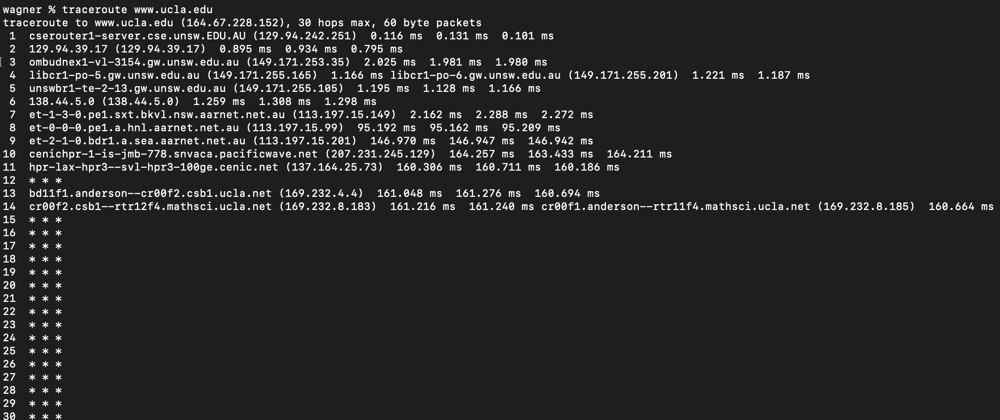 wagner % traceroute www.ucla.edu
traceroute to www.ucla.edu (164.67.228.152), 30 hops max, 60 byte packets
 1  cserouter1-server.cse.unsw.EDU.AU (129.94.242.251)  0.116 ms  0.131 ms  0.101 ms
 2  129.94.39.17 (129.94.39.17)  0.895 ms  0.934 ms  0.795 ms
 3  ombudnex1-vl-3154.gw.unsw.edu.au (149.171.253.35)  2.025 ms  1.981 ms  1.980 ms
 4  libcr1-po-5.gw.unsw.edu.au (149.171.255.165)  1.166 ms libcr1-po-6.gw.unsw.edu.au (149.171.255.201)  1.221 ms  1.187 ms
 5  unswbr1-te-2-13.gw.unsw.edu.au (149.171.255.105)  1.195 ms  1.128 ms  1.166 ms
 6  138.44.5.0 (138.44.5.0)  1.259 ms  1.308 ms  1.298 ms
 7  et-1-3-0.pe1.sxt.bkvl.nsw.aarnet.net.au (113.197.15.149)  2.162 ms  2.288 ms  2.272 ms
 8  et-0-0-0.pe1.a.hnl.aarnet.net.au (113.197.15.99)  95.192 ms  95.162 ms  95.209 ms
 9  et-2-1-0.bdr1.a.sea.aarnet.net.au (113.197.15.201)  146.970 ms  146.947 ms  146.942 ms
10  cenichpr-1-is-jmb-778.snvaca.pacificwave.net (207.231.245.129)  164.257 ms  163.433 ms  164.211 ms
11  hpr-lax-hpr3--svl-hpr3-100ge.cenic.net (137.164.25.73)  160.306 ms  160.711 ms  160.186 ms
12  * * *
13  bd11f1.anderson--cr00f2.csb1.ucla.net (169.232.4.4)  161.048 ms  161.276 ms  160.694 ms
14  cr00f2.csb1--rtr12f4.mathsci.ucla.net (169.232.8.183)  161.216 ms  161.240 ms cr00f1.anderson--rtr11f4.mathsci.ucla.net (169.232.8.185)  160.664 ms
15  * * *
16  * * *
17  * * *
18  * * *
19  * * *
20  * * *
21  * * *
22  * * *
23  * * *
24  * * *
25  * * *
26  * * *
27  * * *
28  * * *
29  * * *
30  * * *